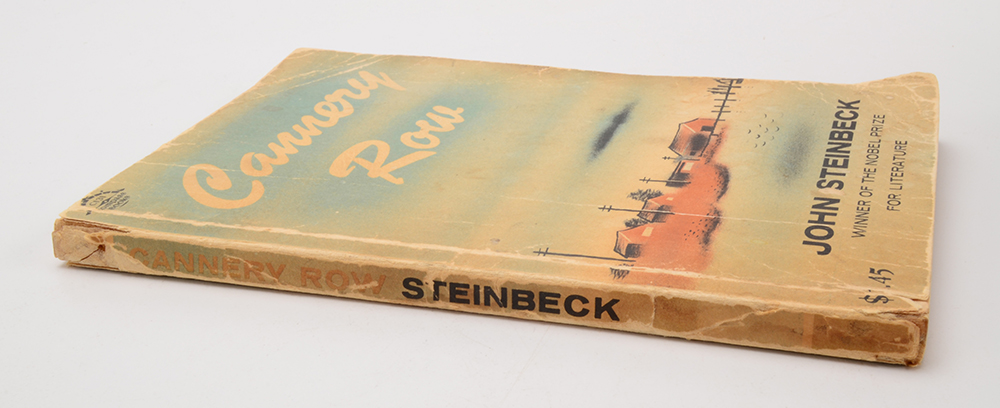 Cannery
Row
JOHN STEINBECK
WINNER OF THE NOBEL PRIZE
FOR LITERATURE
$1.45
CANNERY ROW STEINBECK